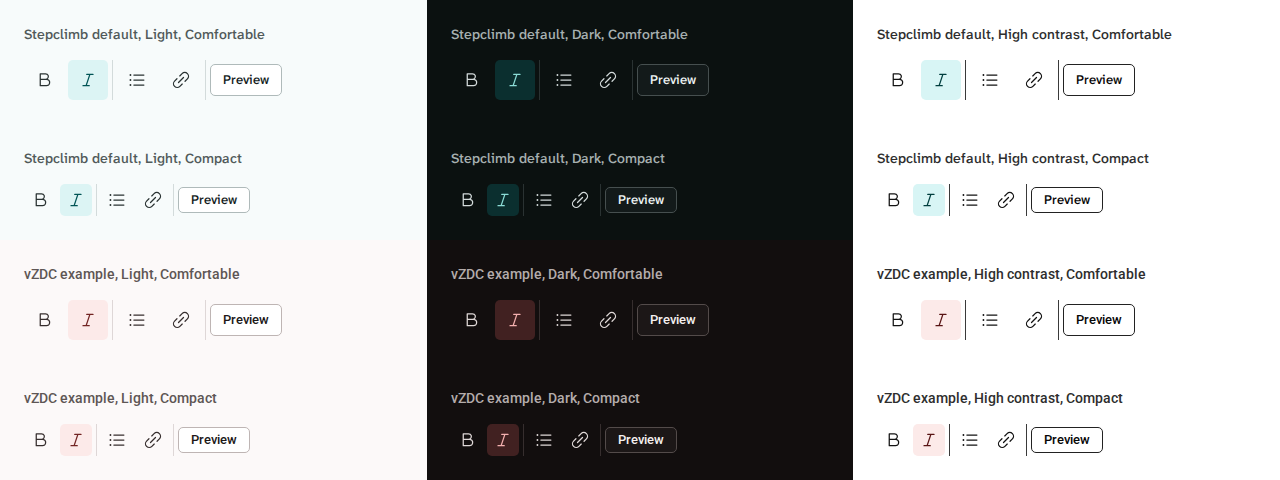 Stepclimb default, Light, Comfortable
B I Preview
Stepclimb default, Dark, Comfortable
B I Preview
Stepclimb default, High contrast, Comfortable
B I Preview
Stepclimb default, Light, Compact
B I Preview
Stepclimb default, Dark, Compact
B I Preview
Stepclimb default, High contrast, Compact
B I Preview
vZDC example, Light, Comfortable
B I Preview
vZDC example, Dark, Comfortable
B I Preview
vZDC example, High contrast, Comfortable
B I Preview
vZDC example, Light, Compact
B I Preview
vZDC example, Dark, Compact
B I Preview
vZDC example, High contrast, Compact
B I Preview